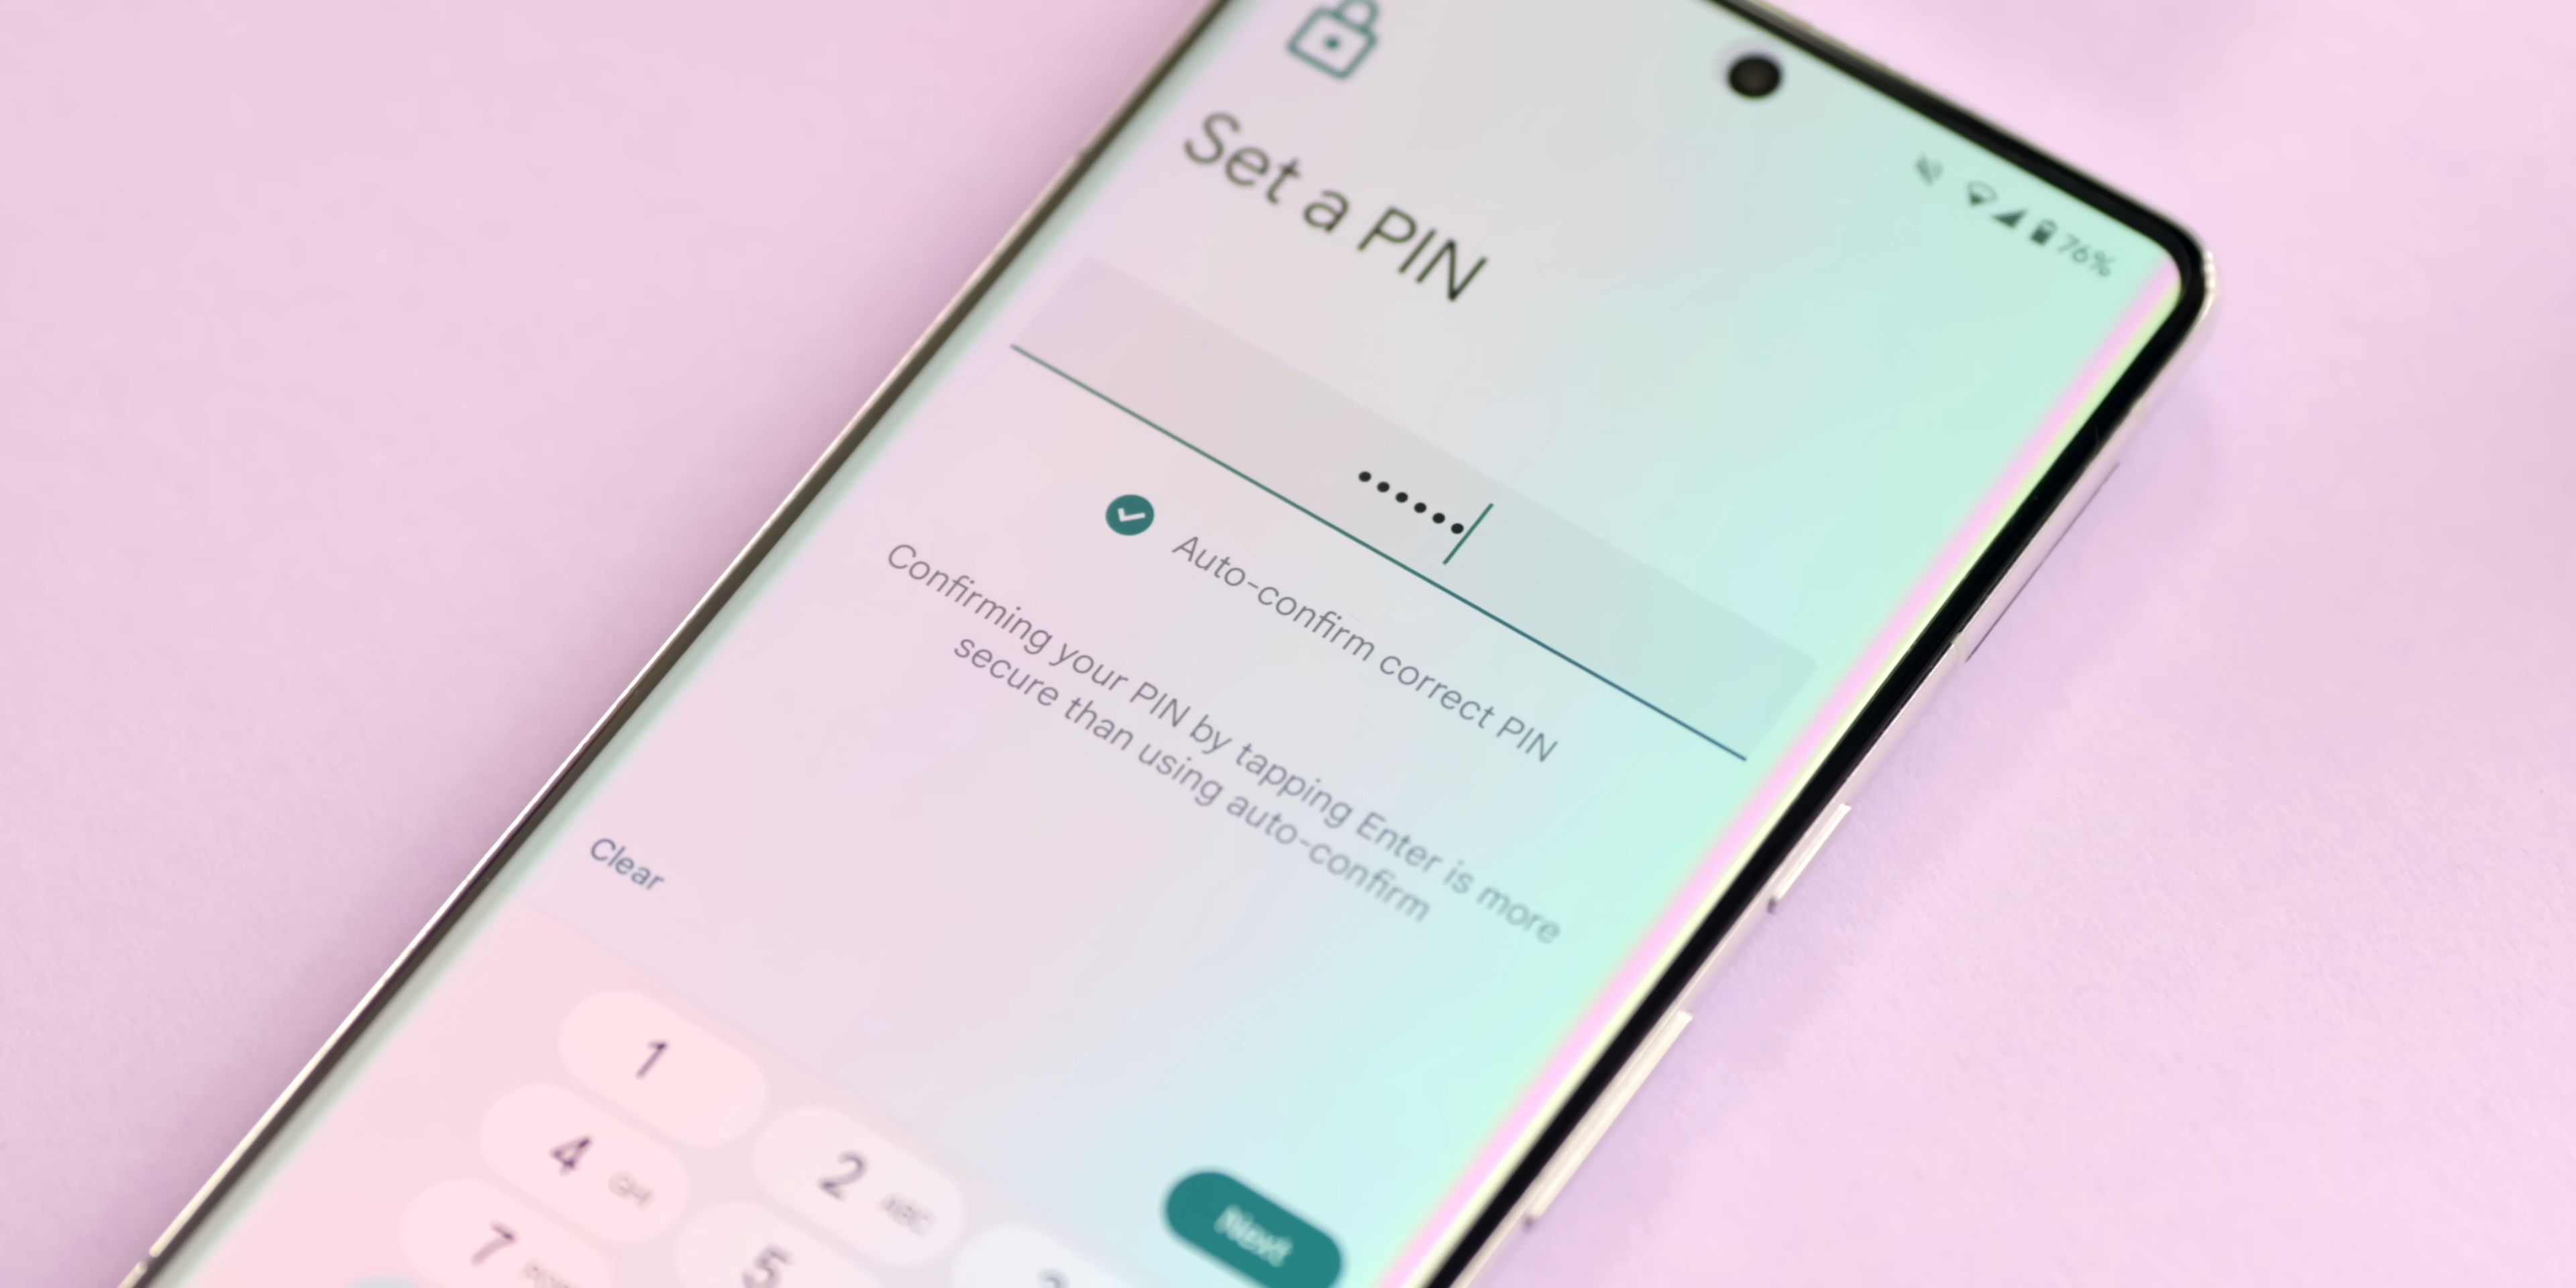 76%
Set a PIN
••••••
Auto-confirm correct PIN
Confirming your PIN by tapping Enter is more
secure than using auto-confirm
Clear
Next
1
2 ABC
4 GHI
5
7